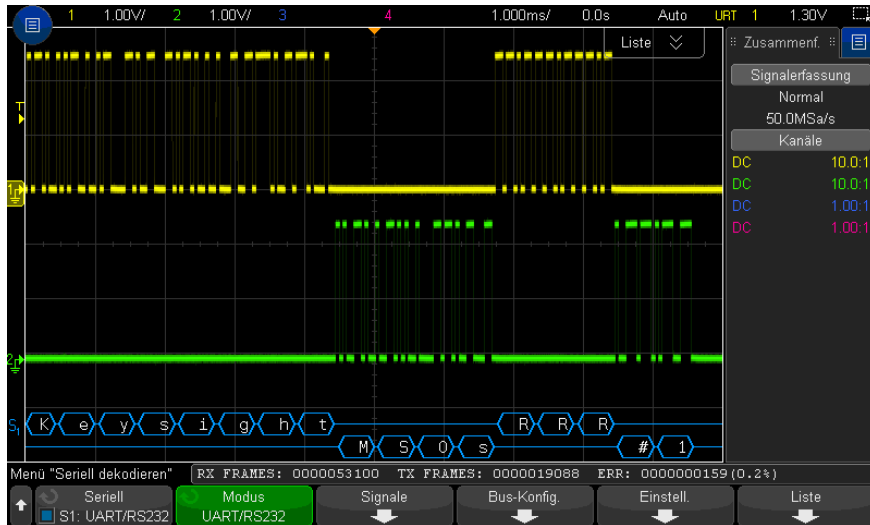 1 1.00V/ 2 1.00V/ 3 4 1.000ms/ 0.0s Auto URT 1 1.30V
Liste
Zusammenf.
Signalerfassung
Normal
50.0MSa/s
Kanäle
DC 10.0:1
DC 10.0:1
DC 1.00:1
DC 1.00:1
T
1
2
S1 K e y s i g h t R R R
M S O s # 1
Menü "Seriell dekodieren" RX FRAMES: 0000053100 TX FRAMES: 0000019088 ERR: 0000000159(0.2%)
Seriell Modus Signale Bus-Konfig. Einstell. Liste
S1: UART/RS232 UART/RS232